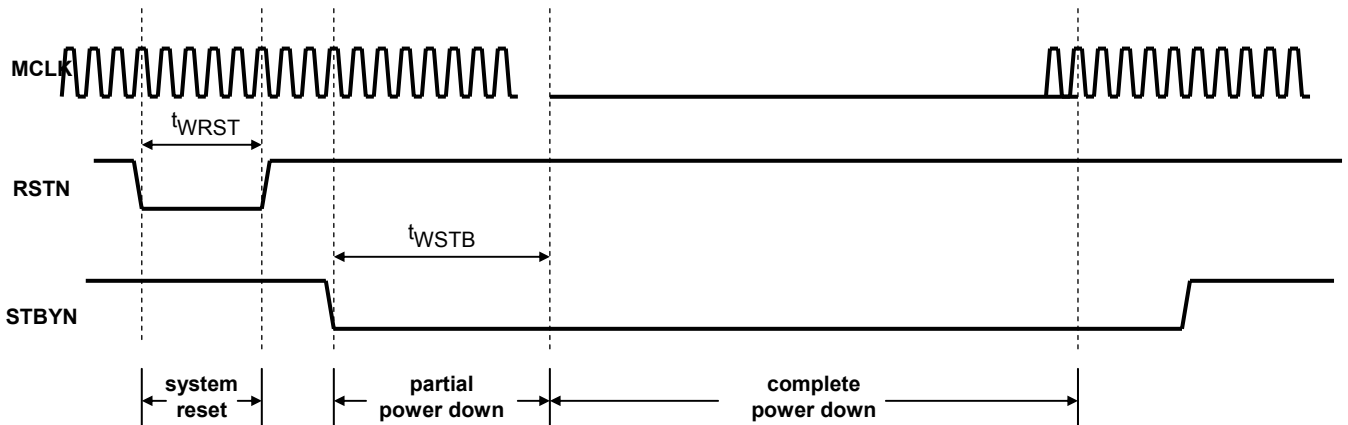 MCLK
tWRST
RSTN
tWSTB
STBYN
system
reset
partial
power down
complete
power down